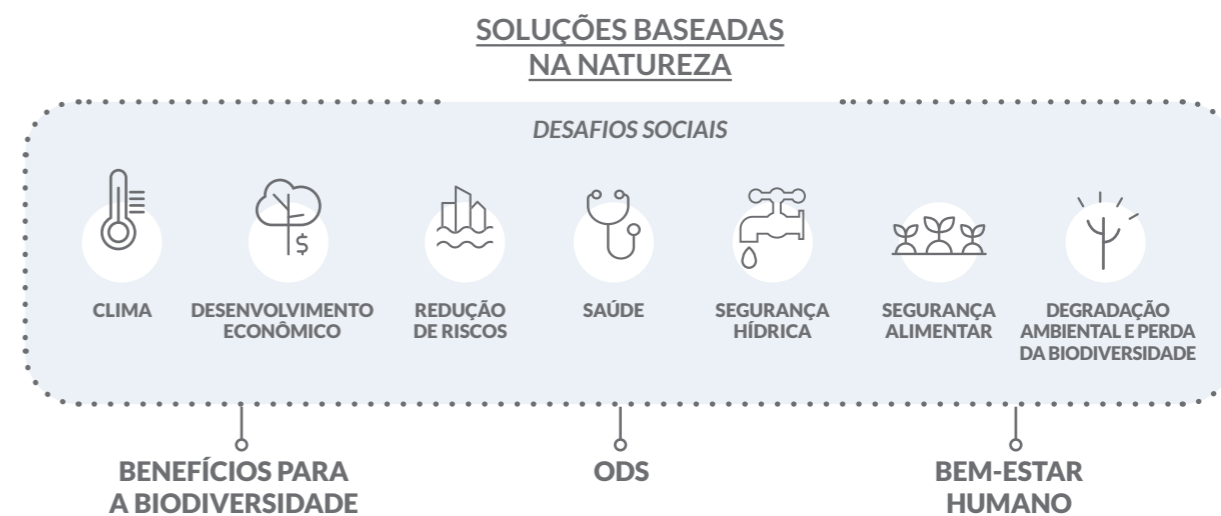 SOLUÇÕES BASEADAS
NA NATUREZA
DESAFIOS SOCIAIS
CLIMA
DESENVOLVIMENTO
ECONÔMICO
REDUÇÃO
DE RISCOS
SAÚDE
SEGURANÇA
HÍDRICA
SEGURANÇA
ALIMENTAR
DEGRADAÇÃO
AMBIENTAL E PERDA
DA BIODIVERSIDADE
$
BENEFÍCIOS PARA
A BIODIVERSIDADE
ODS
BEM-ESTAR
HUMANO